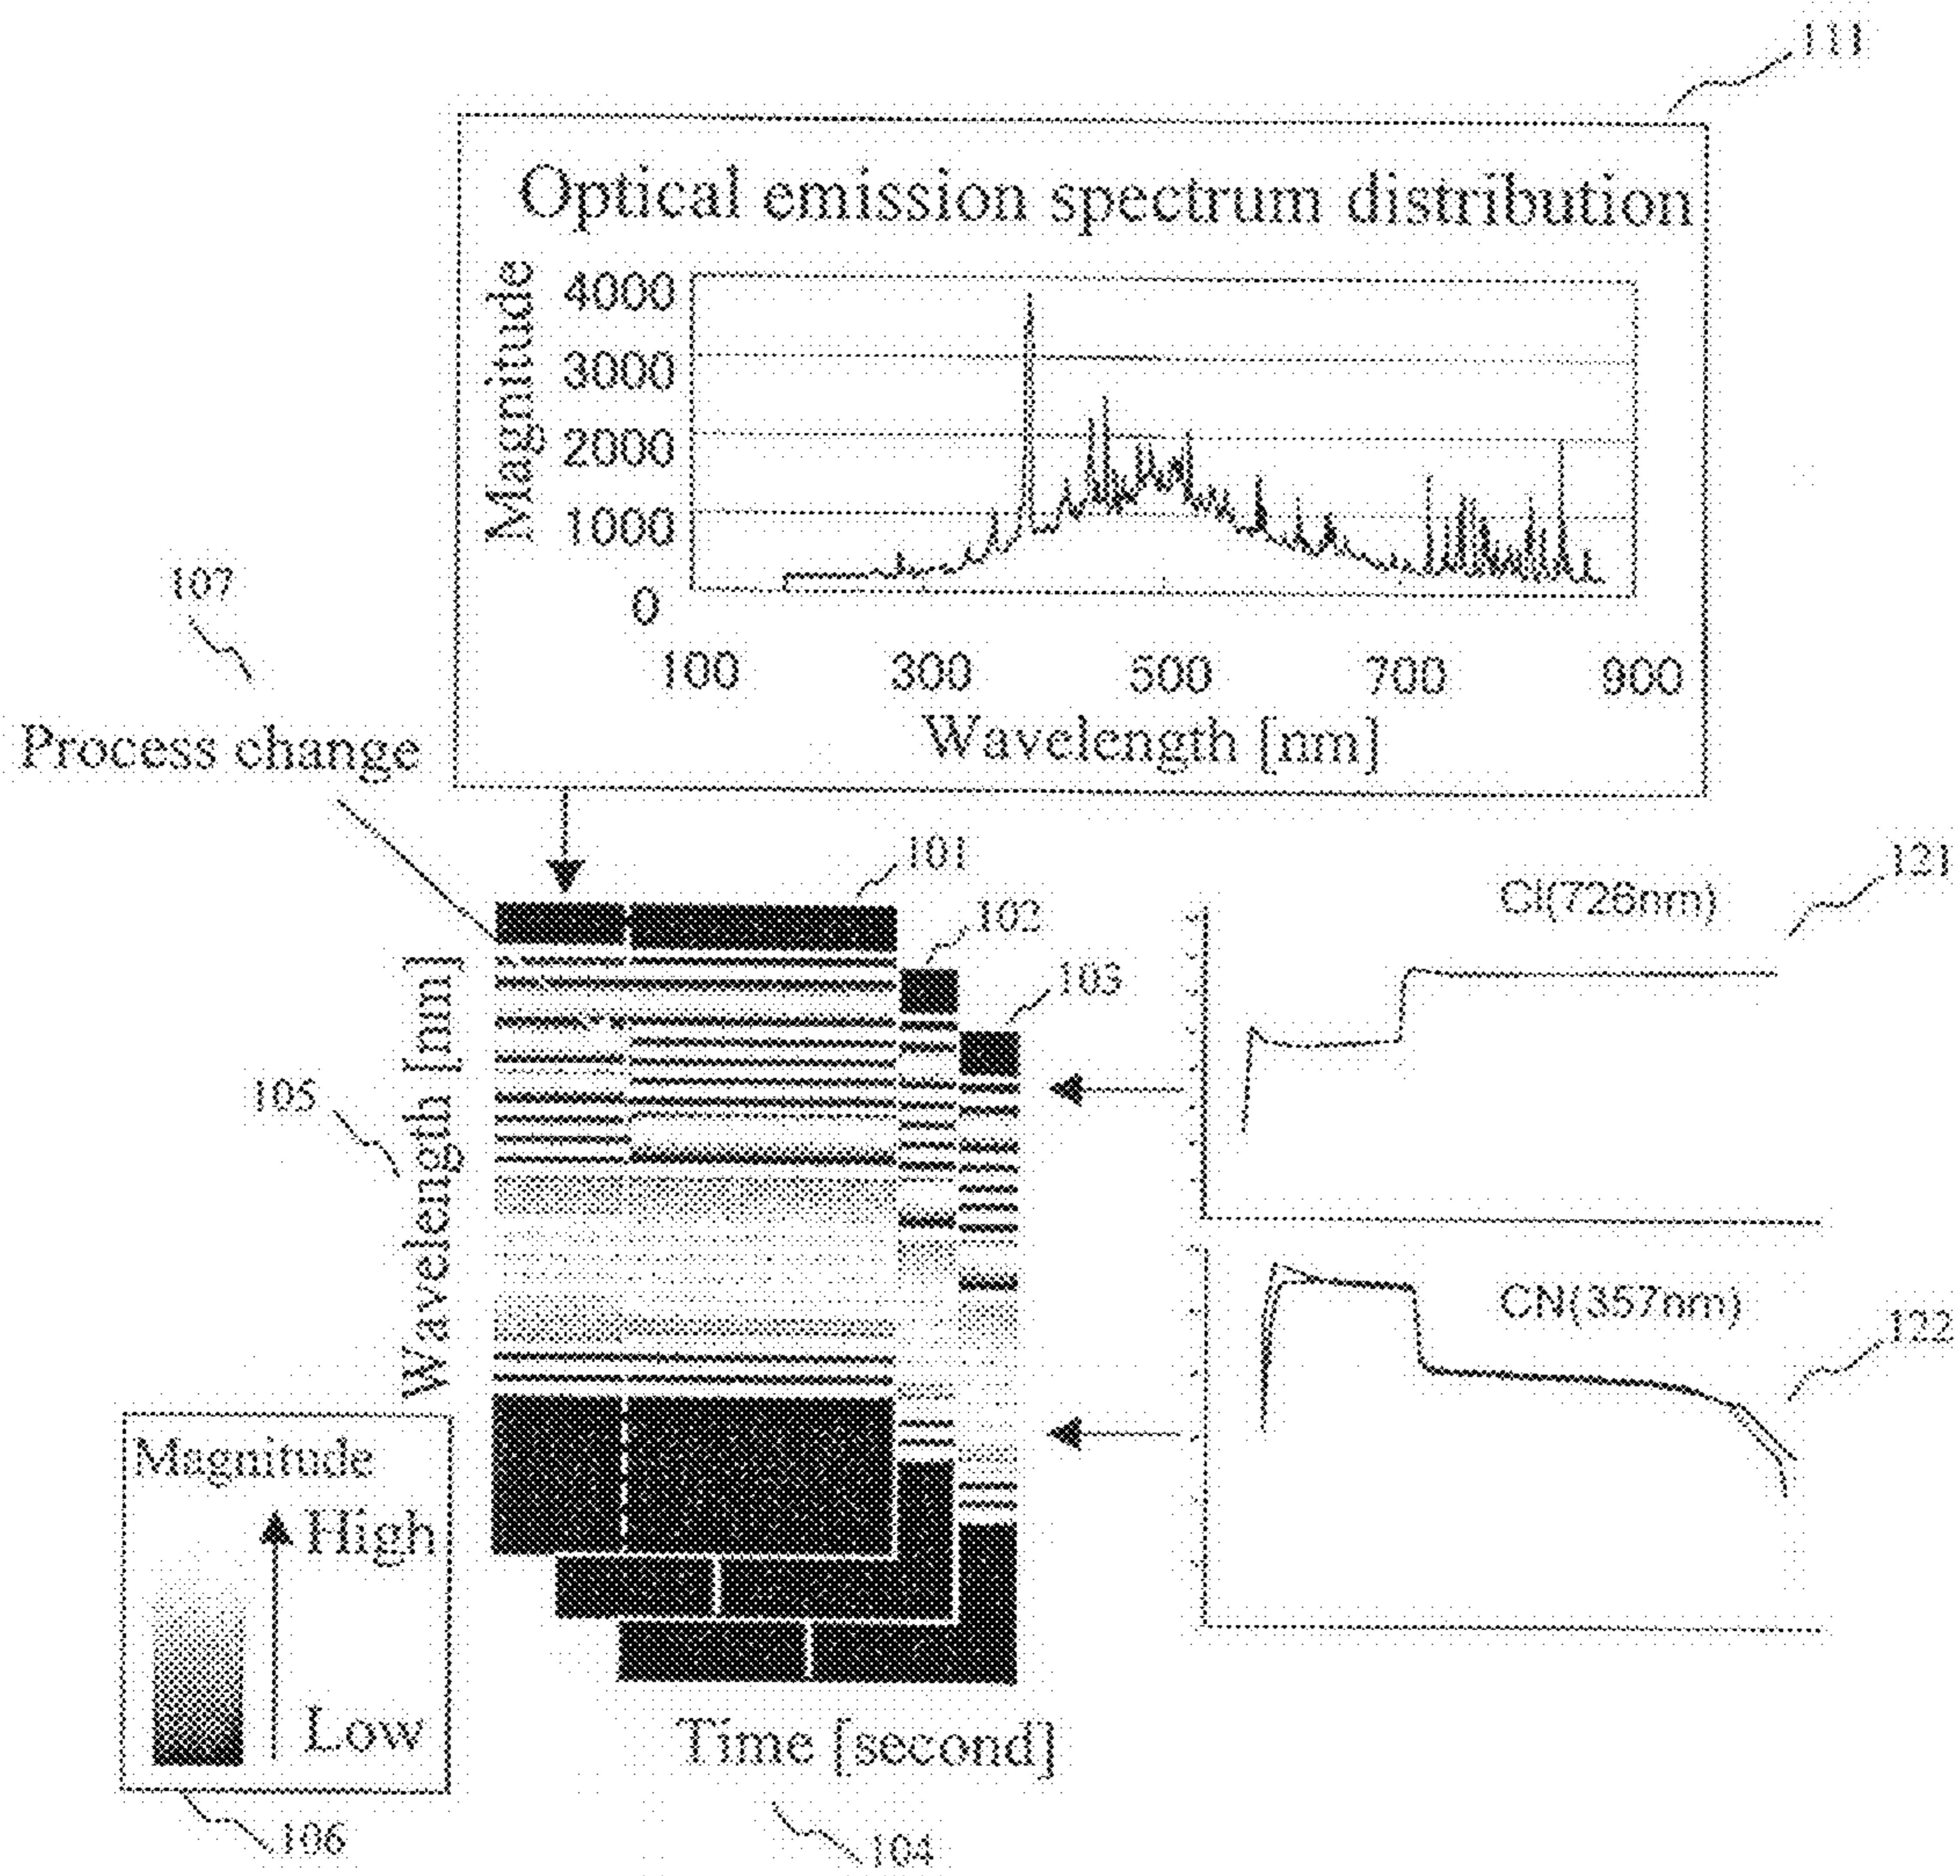 111
Optical emission spectrum distribution
Magnitude
4000
3000
2000
1000
0
100 300 500 700 900
Wavelength [nm]
107
Process change
101
102
103
105
Wavelength [nm]
121
Cl(726nm)
CN(357nm)
122
Magnitude
High
Low
106
Time [second]
104